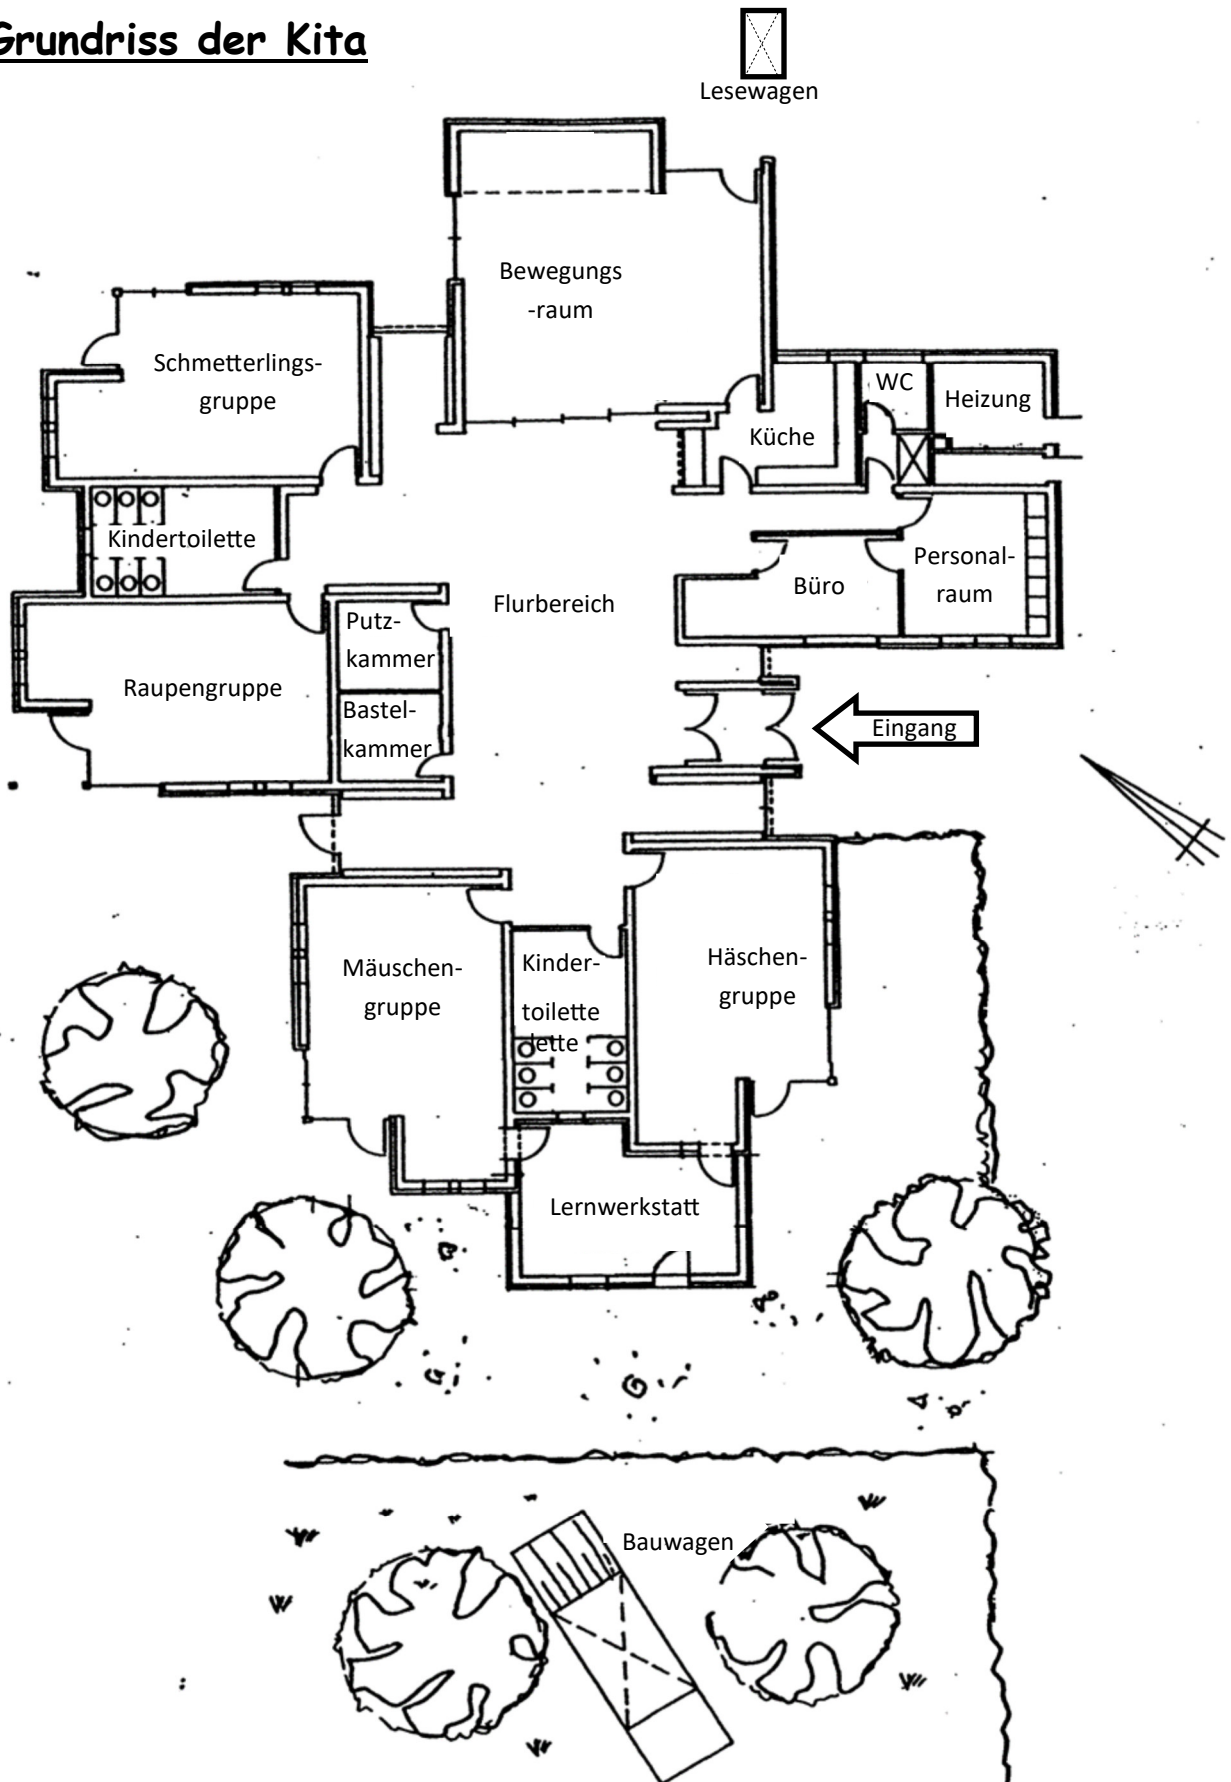 Grundriss der Kita
Lesewagen
Bewegungs
-raum
Schmetterlings-
gruppe
WC
Heizung
Küche
Kindertoilette
Personal-
raum
Büro
Flurbereich
Putz-
kammer
Raupengruppe
Bastel-
kammer
Eingang
Mäuschen-
gruppe
Kinder-
toilette
lette
Häschen-
gruppe
Lernwerkstatt
Bauwagen